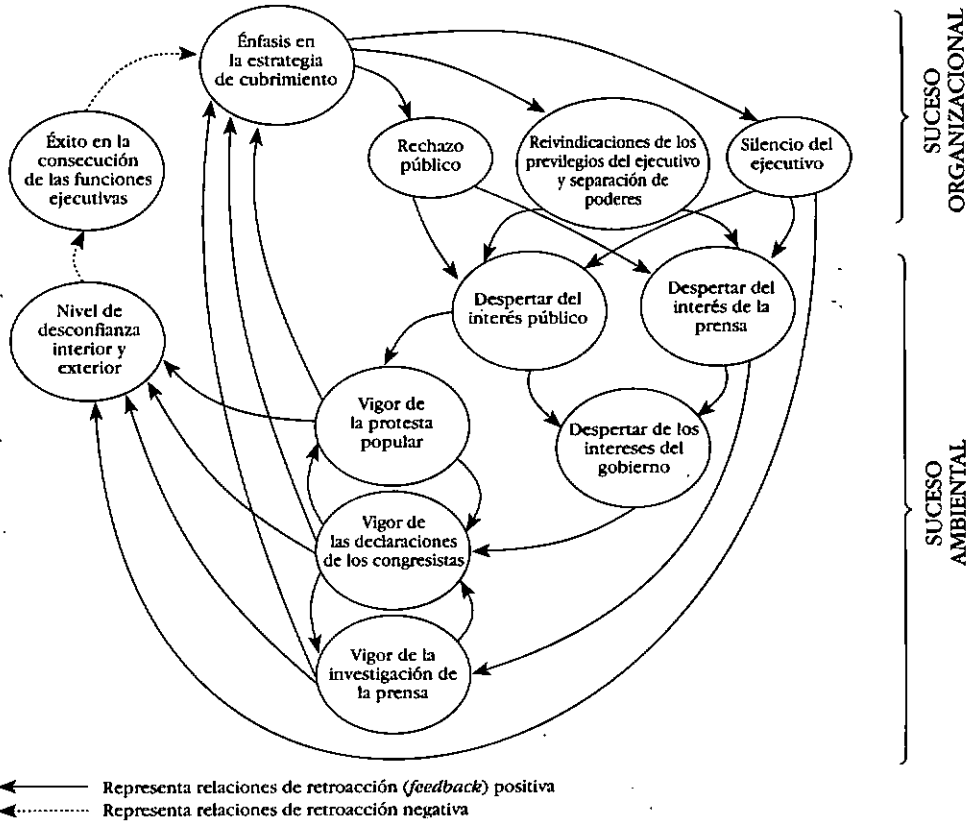 Énfasis en
la estrategia
de cubrimiento
Éxito en la
consecución
de las funciones
ejecutivas
Rechazo
público
Reivindicaciones de los
previlegios del ejecutivo
y separación de
poderes
Silencio del
ejecutivo
SUCESO
ORGANIZACIONAL
Nivel de
desconfianza
interior y
exterior
Despertar del
interés público
Despertar del
interés de la
prensa
Vigor de
la protesta
popular
Despertar de los
intereses del
gobierno
Vigor de
las declaraciones
de los congresistas
Vigor de la
investigación de
la prensa
SUCESO
AMBIENTAL
Representa relaciones de retroacción (feedback) positiva
Representa relaciones de retroacción negativa